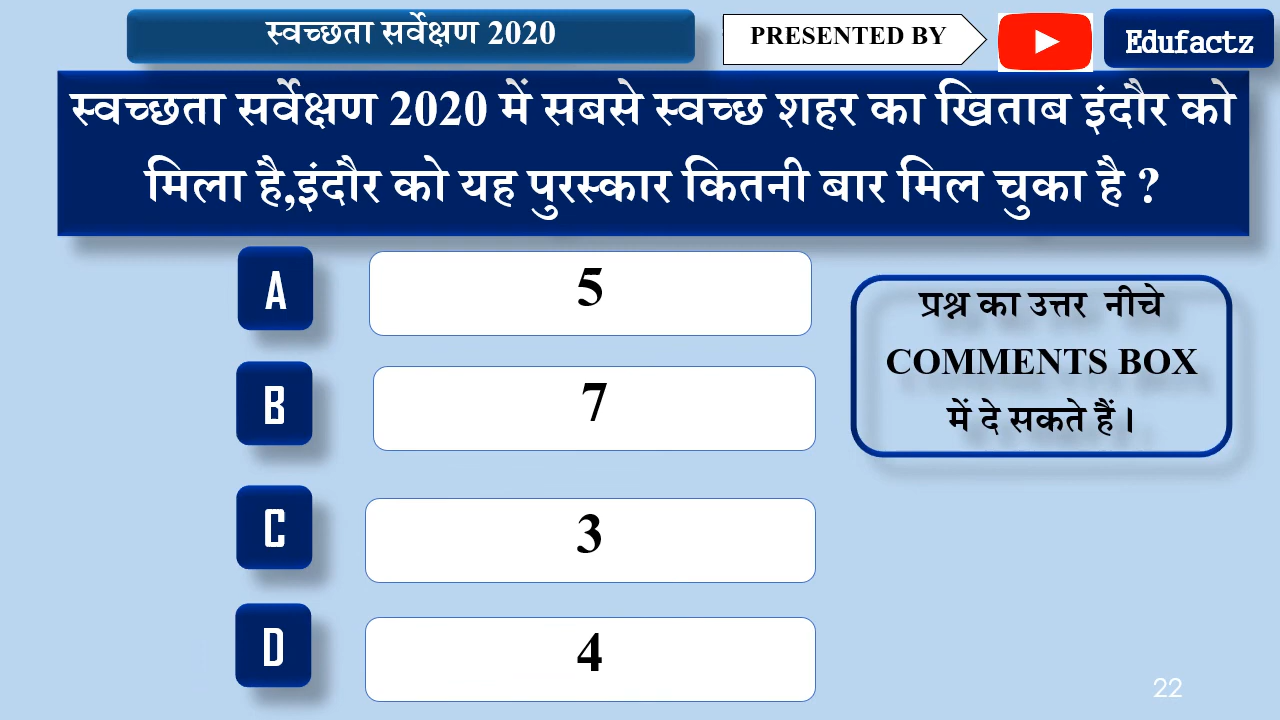 स्वच्छता सर्वेक्षण 2020
PRESENTED BY
Edufactz
स्वच्छता सर्वेक्षण 2020 में सबसे स्वच्छ शहर का खिताब इंदौर को
मिला है,इंदौर को यह पुरस्कार कितनी बार मिल चुका है ?
A
5
B
7
C
3
D
4
प्रश्न का उत्तर नीचे
COMMENTS BOX
में दे सकते हैं।
22